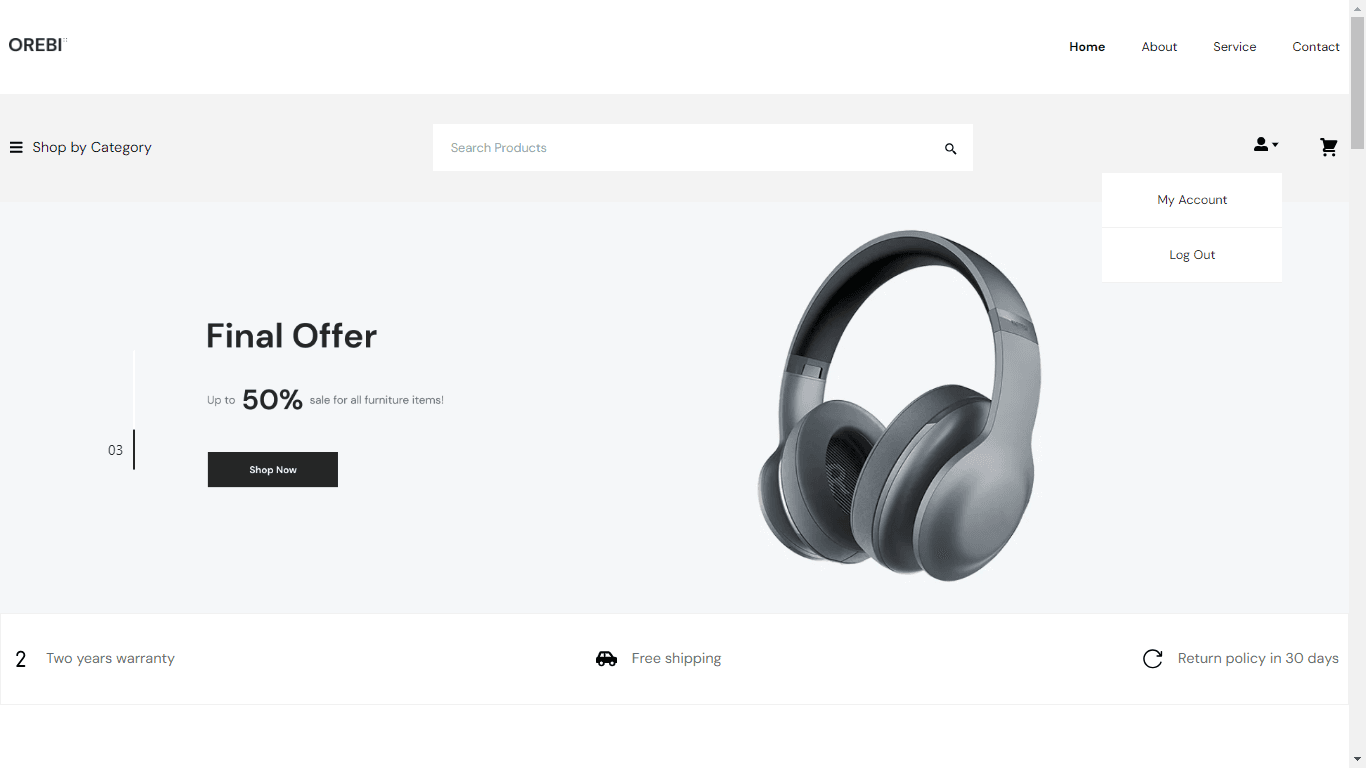 OREBI
Home About Service Contact
Shop by Category
Search Products
My Account
Log Out
Final Offer
Up to 50% sale for all furniture items!
03
Shop Now
2 Two years warranty Free shipping Return policy in 30 days